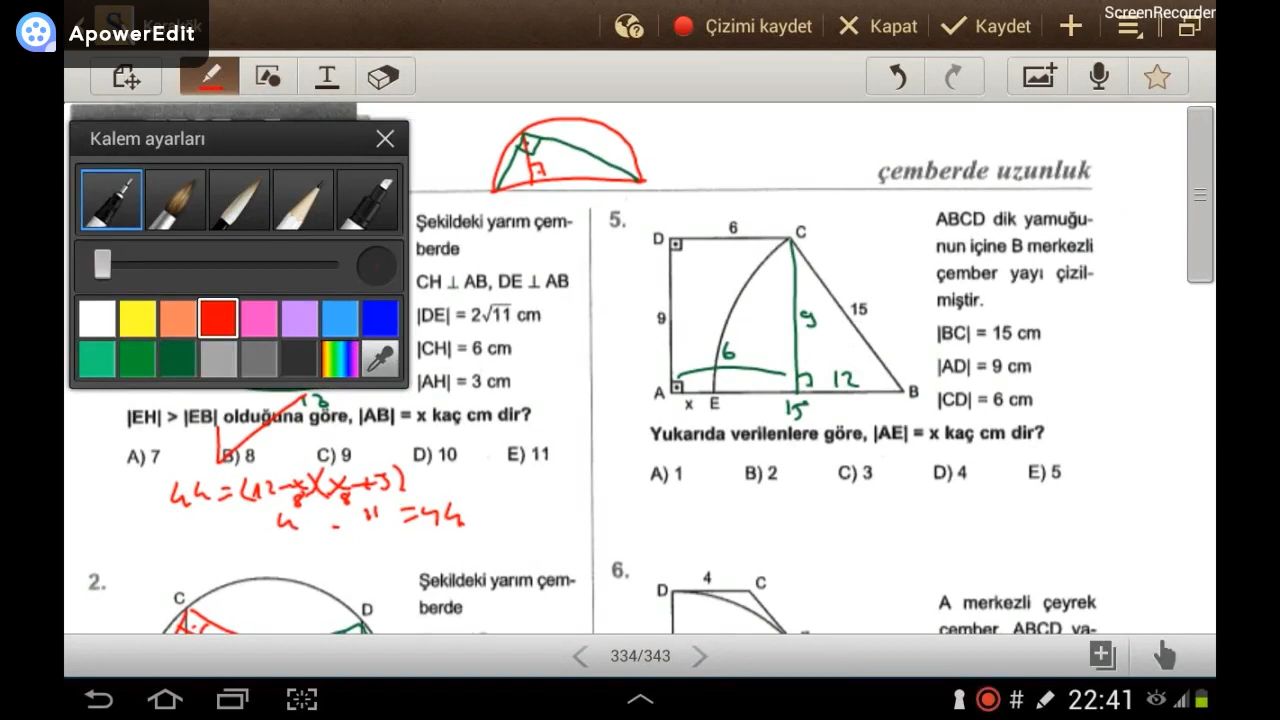 ScreenRecorder
ApowerEdit
Çizimi kaydet
Kapat
Kaydet
T
Kalem ayarları
çemberde uzunluk
Şekildeki yarım çem-
berde
CH ⊥ AB, DE ⊥ AB
|DE| = 2√11 cm
|CH| = 6 cm
|AH| = 3 cm
|EH| > |EB| olduğuna göre, |AB| = x kaç cm dir?
A) 7 B) 8 C) 9 D) 10 E) 11
44 = (12-x)(x+3)
8 8
4 . 11 = 44
2.
C
D
Şekildeki yarım çem-
berde
5.
D 6 C
9
9
15
6
12
A x E B
15
ABCD dik yamuğu-
nun içine B merkezli
çember yayı çizil-
miştir.
|BC| = 15 cm
|AD| = 9 cm
|CD| = 6 cm
Yukarıda verilenlere göre, |AE| = x kaç cm dir?
A) 1 B) 2 C) 3 D) 4 E) 5
6.
D 4 C
A merkezli çeyrek
çember ABCD ya-
334/343
22:41